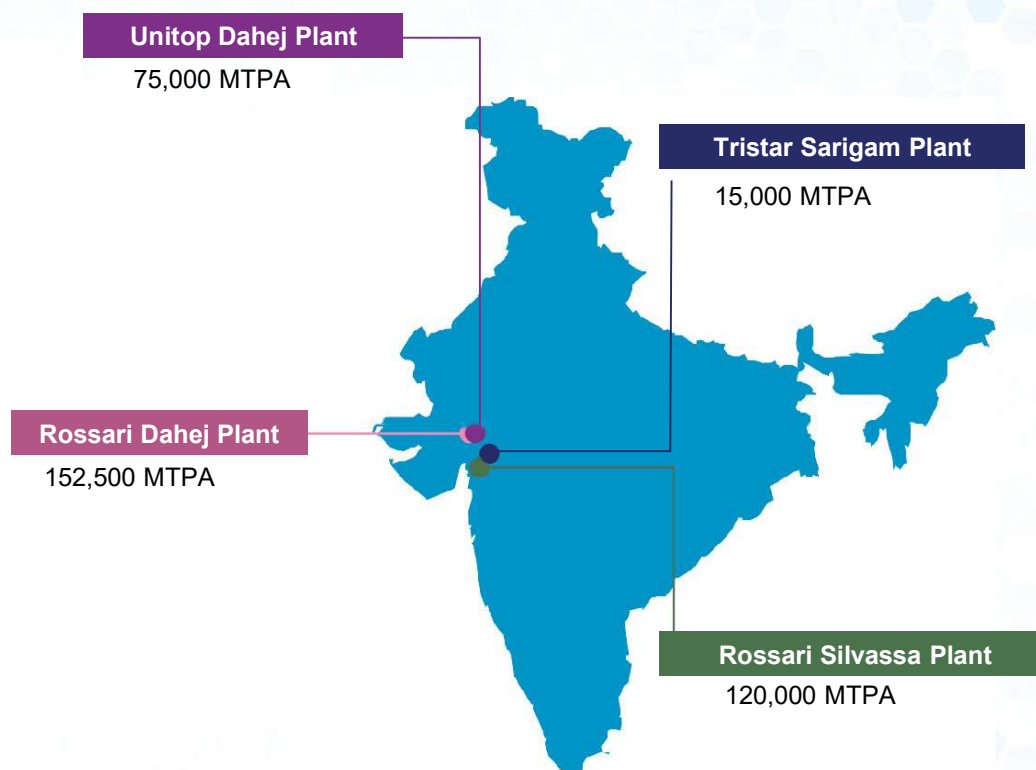 Unitop Dahej Plant
75,000 MTPA
Tristar Sarigam Plant
15,000 MTPA
Rossari Dahej Plant
152,500 MTPA
Rossari Silvassa Plant
120,000 MTPA